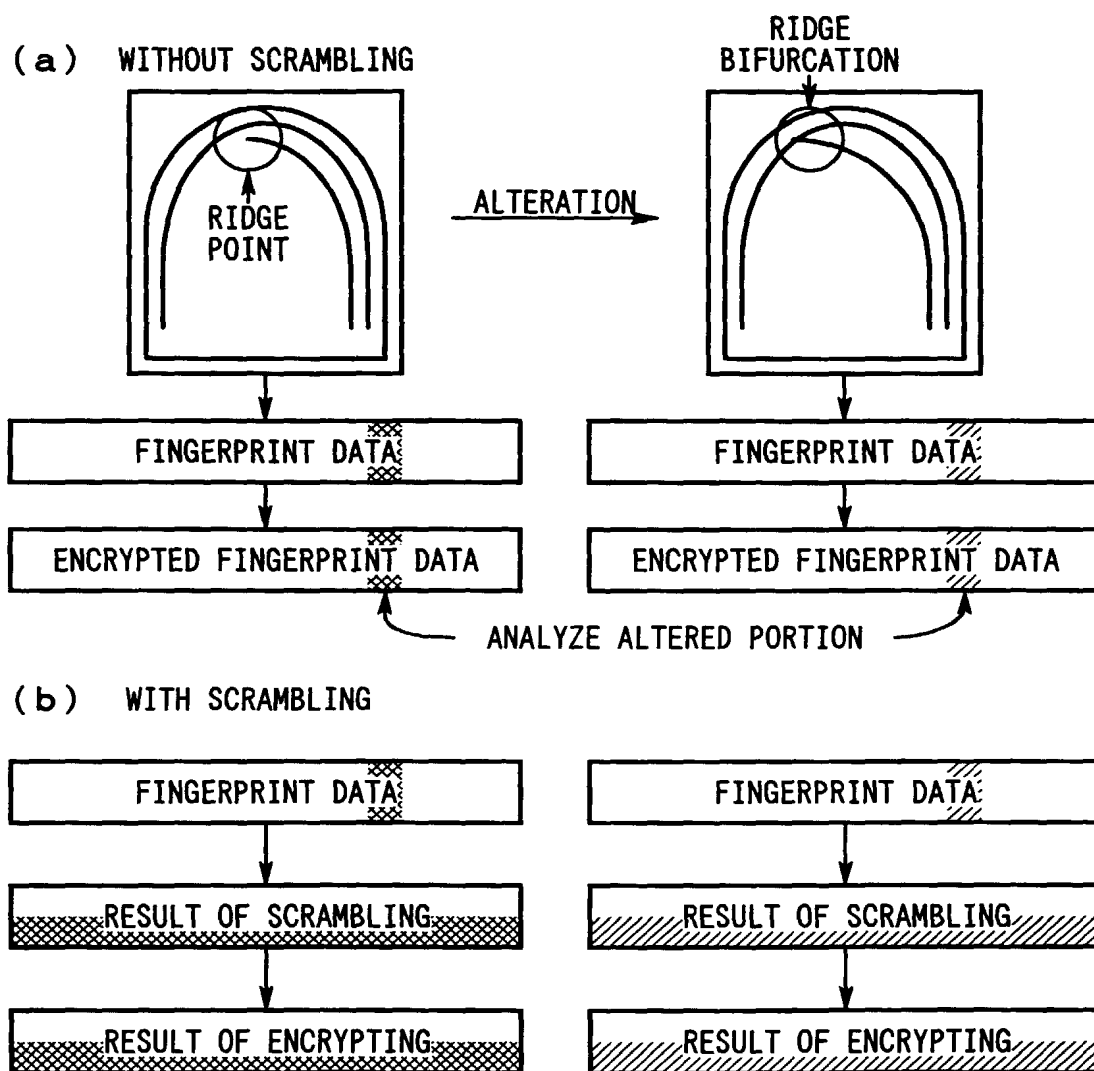 (a) WITHOUT SCRAMBLING
RIDGE
BIFURCATION
RIDGE
POINT
ALTERATION
FINGERPRINT DATA
FINGERPRINT DATA
ENCRYPTED FINGERPRINT DATA
ENCRYPTED FINGERPRINT DATA
ANALYZE ALTERED PORTION
(b) WITH SCRAMBLING
FINGERPRINT DATA
FINGERPRINT DATA
RESULT OF SCRAMBLING
RESULT OF SCRAMBLING
RESULT OF ENCRYPTING
RESULT OF ENCRYPTING